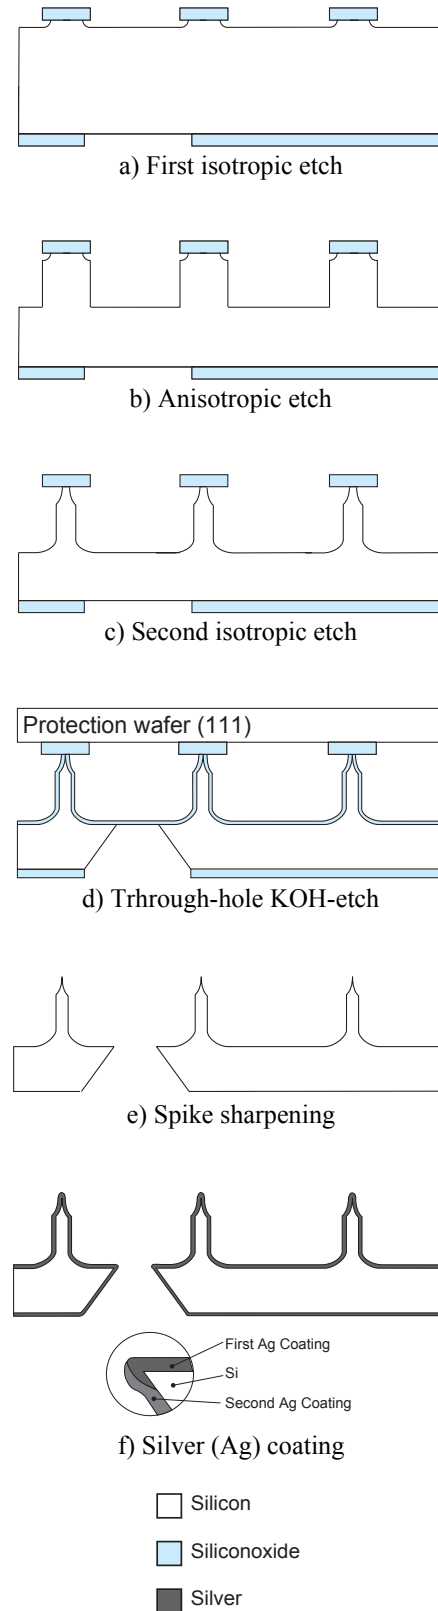 a) First isotropic etch
b) Anisotropic etch
c) Second isotropic etch
Protection wafer (111)
d) Trhrough-hole KOH-etch
e) Spike sharpening
First Ag Coating
Si
Second Ag Coating
f) Silver (Ag) coating
Silicon
Siliconoxide
Silver